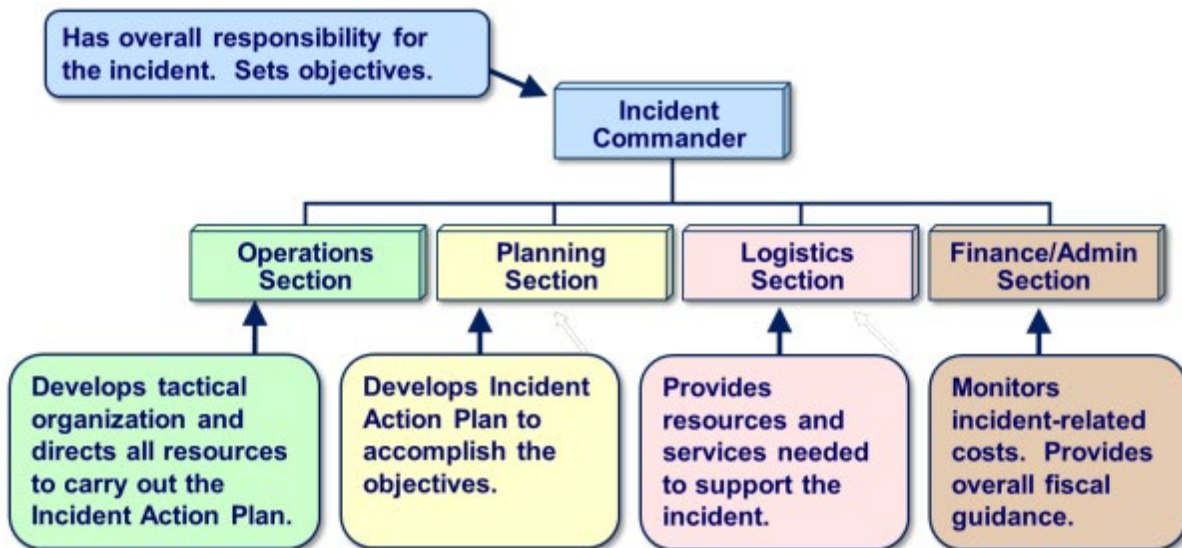 Has overall responsibility for
the incident.  Sets objectives.
Incident
Commander
Operations
Section
Planning
Section
Logistics
Section
Finance/Admin
Section
Develops tactical
organization and
directs all resources
to carry out the
Incident Action Plan.
Develops Incident
Action Plan to
accomplish the
objectives.
Provides
resources and
services needed
to support the
incident.
Monitors
incident-related
costs.  Provides
overall fiscal
guidance.